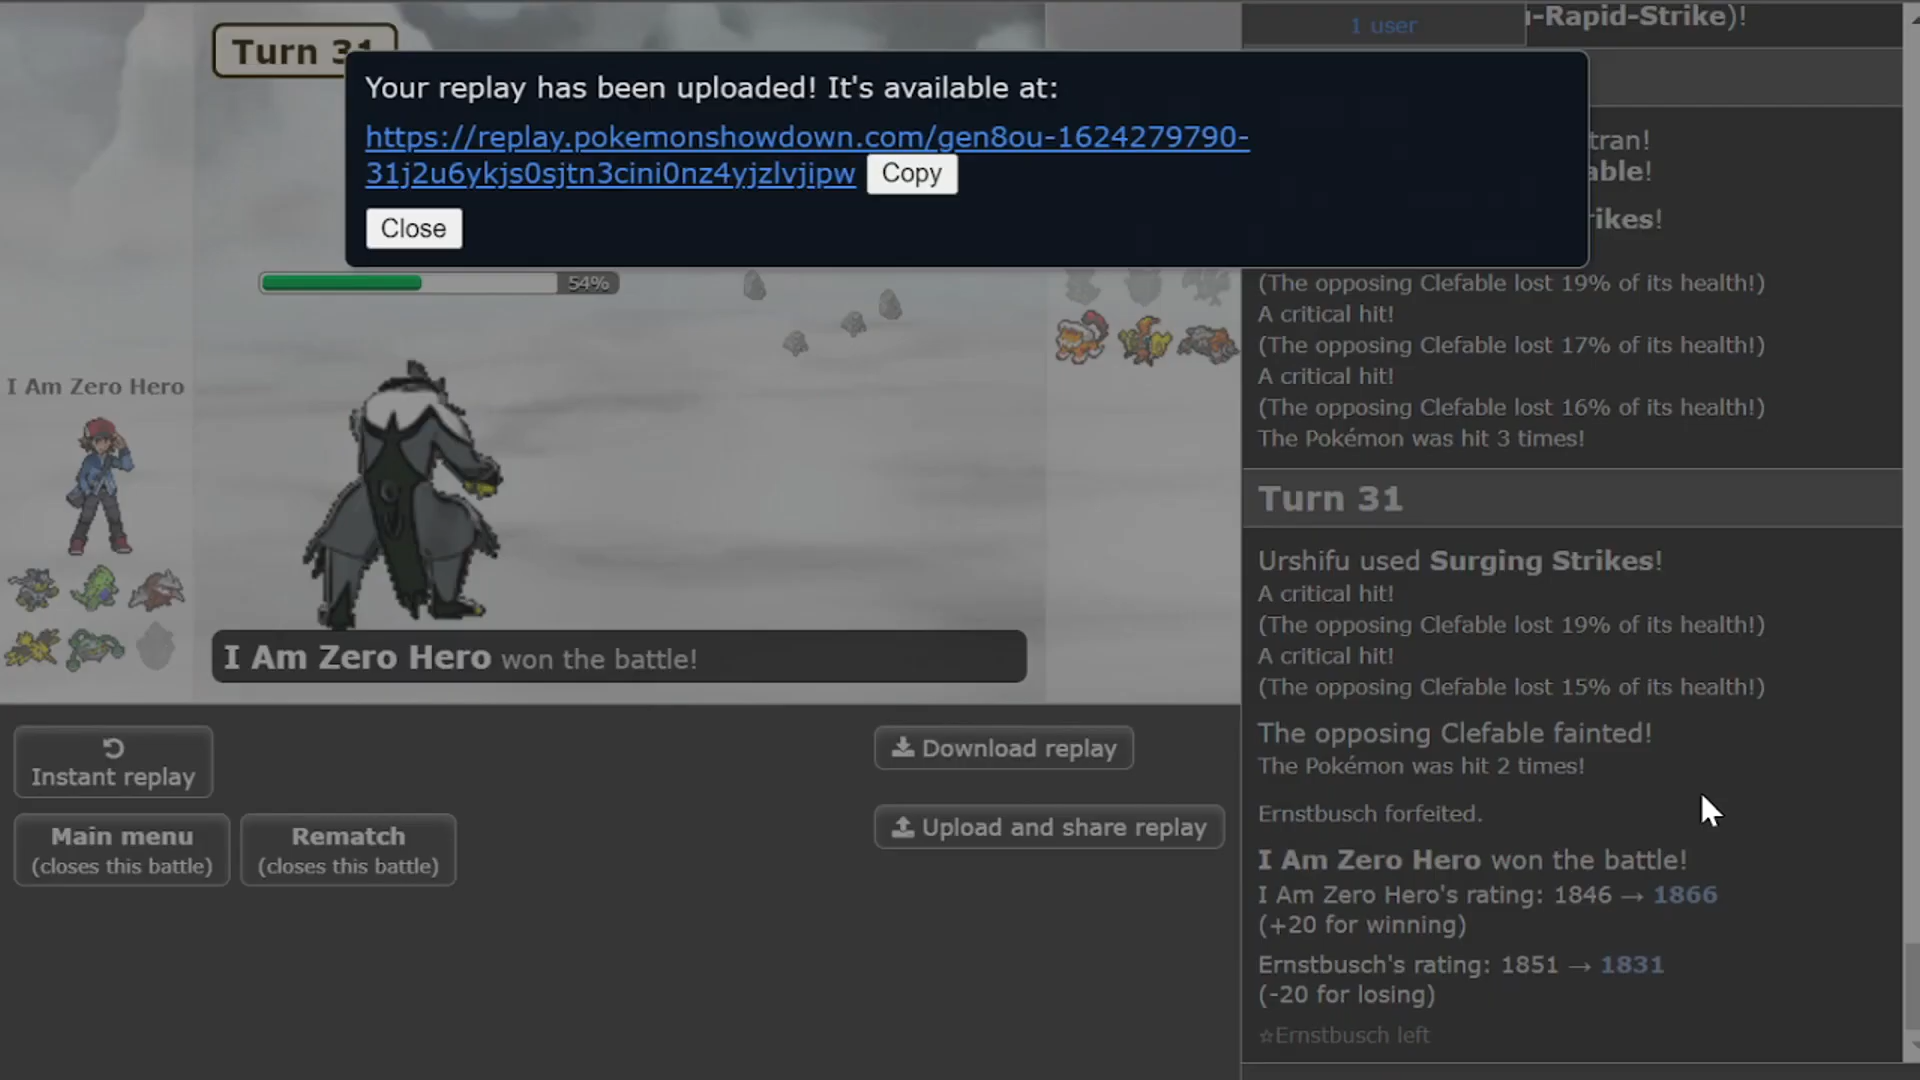 Turn 31
Your replay has been uploaded! It's available at:
https://replay.pokemonshowdown.com/gen8ou-1624279790-
31j2u6ykjs0sjtn3cini0nz4yjzlvjipw Copy
Close
54%
I Am Zero Hero
I Am Zero Hero won the battle!
Instant replay
Main menu
(closes this battle)
Rematch
(closes this battle)
Download replay
Upload and share replay
1 user
-Rapid-Strike)!
tran!
able!
rikes!
(The opposing Clefable lost 19% of its health!)
A critical hit!
(The opposing Clefable lost 17% of its health!)
A critical hit!
(The opposing Clefable lost 16% of its health!)
The Pokémon was hit 3 times!
Turn 31
Urshifu used Surging Strikes!
A critical hit!
(The opposing Clefable lost 19% of its health!)
A critical hit!
(The opposing Clefable lost 15% of its health!)
The opposing Clefable fainted!
The Pokémon was hit 2 times!
Ernstbusch forfeited.
I Am Zero Hero won the battle!
I Am Zero Hero's rating: 1846 → 1866
(+20 for winning)
Ernstbusch's rating: 1851 → 1831
(-20 for losing)
☆Ernstbusch left